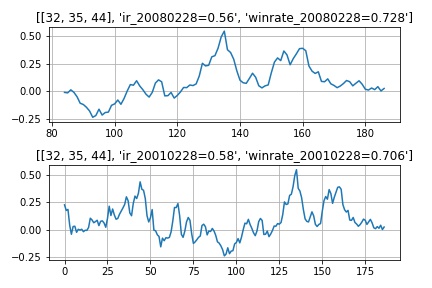 [[32, 35, 44], 'ir_20080228=0.56', 'winrate_20080228=0.728']
0.50
0.25
0.00
−0.25
84 100 120 140 160 180
[[32, 35, 44], 'ir_20010228=0.58', 'winrate_20010228=0.706']
0.50
0.25
0.00
−0.25
0 25 50 75 100 125 150 175